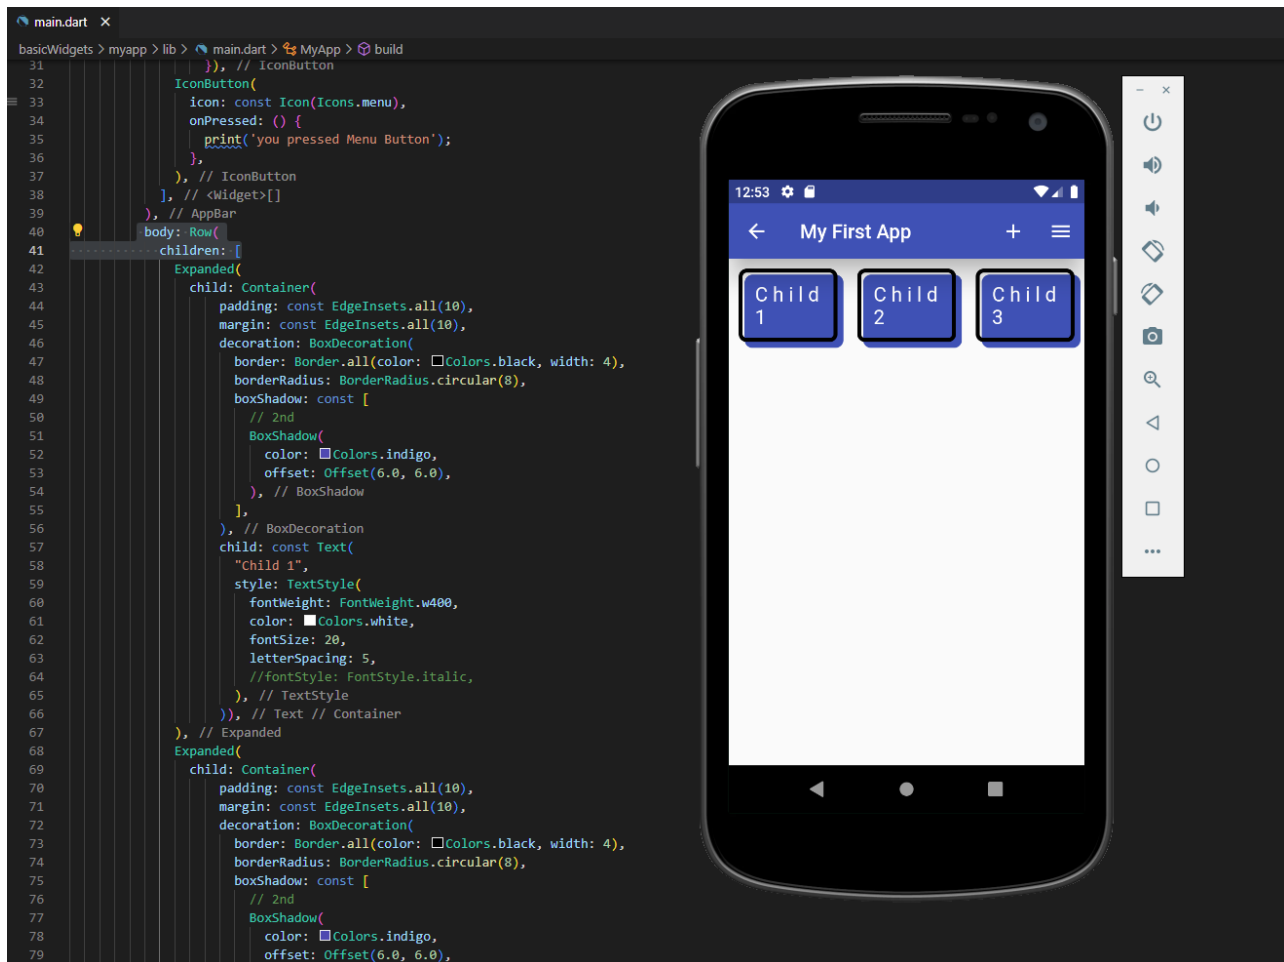 main.dart ×
basicWidgets > myapp > lib > main.dart > MyApp > build
31 }), // IconButton
32 IconButton(
33 icon: const Icon(Icons.menu),
34 onPressed: () {
35 print('you pressed Menu Button');
36 },
37 ), // IconButton
38 ], // <Widget>[]
39 ), // AppBar
40 body: Row(
41 children: [
42 Expanded(
43 child: Container(
44 padding: const EdgeInsets.all(10),
45 margin: const EdgeInsets.all(10),
46 decoration: BoxDecoration(
47 border: Border.all(color: Colors.black, width: 4),
48 borderRadius: BorderRadius.circular(8),
49 boxShadow: const [
50 // 2nd
51 BoxShadow(
52 color: Colors.indigo,
53 offset: Offset(6.0, 6.0),
54 ), // BoxShadow
55 ],
56 ), // BoxDecoration
57 child: const Text(
58 "Child 1",
59 style: TextStyle(
60 fontWeight: FontWeight.w400,
61 color: Colors.white,
62 fontSize: 20,
63 letterSpacing: 5,
64 //fontStyle: FontStyle.italic,
65 ), // TextStyle
66 )), // Text // Container
67 ), // Expanded
68 Expanded(
69 child: Container(
70 padding: const EdgeInsets.all(10),
71 margin: const EdgeInsets.all(10),
72 decoration: BoxDecoration(
73 border: Border.all(color: Colors.black, width: 4),
74 borderRadius: BorderRadius.circular(8),
75 boxShadow: const [
76 // 2nd
77 BoxShadow(
78 color: Colors.indigo,
79 offset: Offset(6.0, 6.0),
12:53
My First App
Child
1
Child
2
Child
3